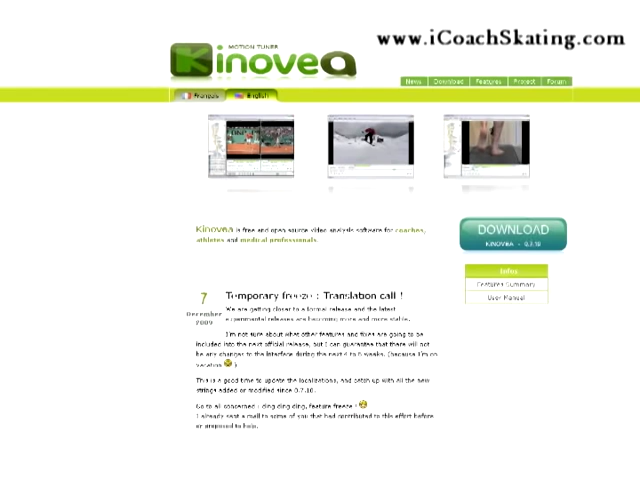 www.iCoachSkating.com
MOTION TUNER
Kinovea
News Download Features Project Forum
Français English
Kinovea is free and open source video analysis software for coaches,
athletes and medical professionals.
DOWNLOAD
KINOVEA - 0.7.10
Infos
Features Summary
User Manual
7
December
2009
Temporary freeze : Translation call !
We are getting closer to a formal release and the latest
experimental releases are becoming more and more stable.
I'm not sure about what other features and fixes are going to be
included into the next official release, but I can guarantee that there will not
be any changes to the interface during the next 4 to 6 weeks. (because I'm on
vacation )
This is a good time to update the localizations, and catch up with all the new
strings added or modified since 0.7.10.
Go to all concerned : ding ding ding, feature freeze !
I already sent a mail to some of you that had contributed to this effort before
or proposed to help.